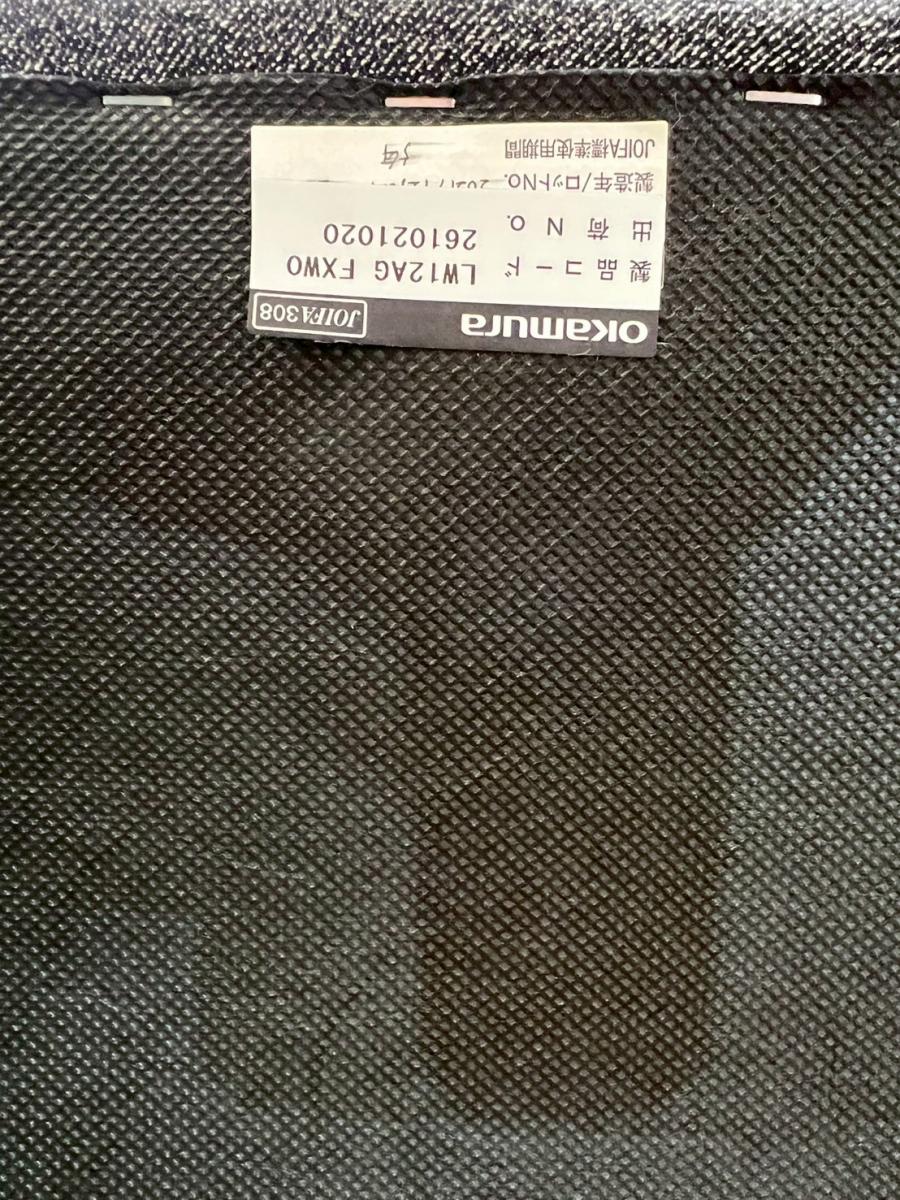 okamura JOIFA308
製品コード LW12AG FXW0
出荷No. 261021020
製造年/ロットNo.
JOIFA標準使用期間